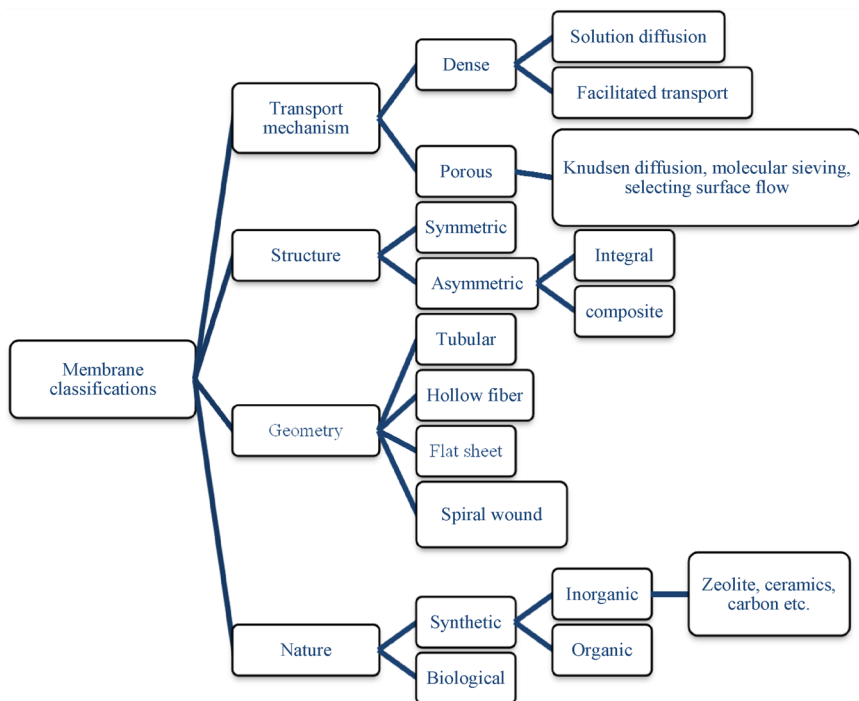 Membrane
classifications
Transport
mechanism
Dense
Solution diffusion
Facilitated transport
Porous
Knudsen diffusion, molecular sieving,
selecting surface flow
Structure
Symmetric
Asymmetric
Integral
composite
Geometry
Tubular
Hollow fiber
Flat sheet
Spiral wound
Nature
Synthetic
Inorganic
Zeolite, ceramics,
carbon etc.
Organic
Biological